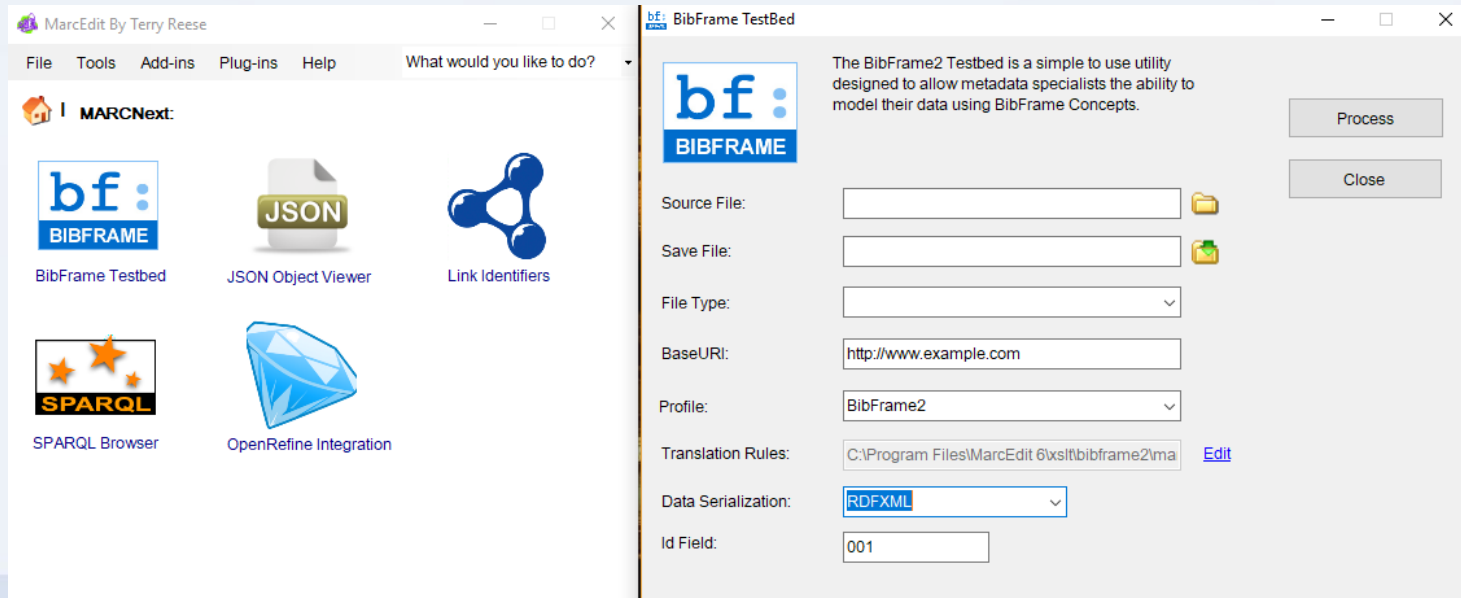 MarcEdit By Terry Reese
File Tools Add-ins Plug-ins Help What would you like to do?
MARCNext:
bf:
BIBFRAME
BibFrame Testbed
JSON
JSON Object Viewer
Link Identifiers
SPARQL
SPARQL Browser
OpenRefine Integration
BibFrame TestBed
bf:
BIBFRAME
The BibFrame2 Testbed is a simple to use utility
designed to allow metadata specialists the ability to
model their data using BibFrame Concepts.
Process
Close
Source File:
Save File:
File Type:
BaseURI: http://www.example.com
Profile: BibFrame2
Translation Rules: C:\Program Files\MarcEdit 6\xslt\bibframe2\ma Edit
Data Serialization: RDFXML
Id Field: 001